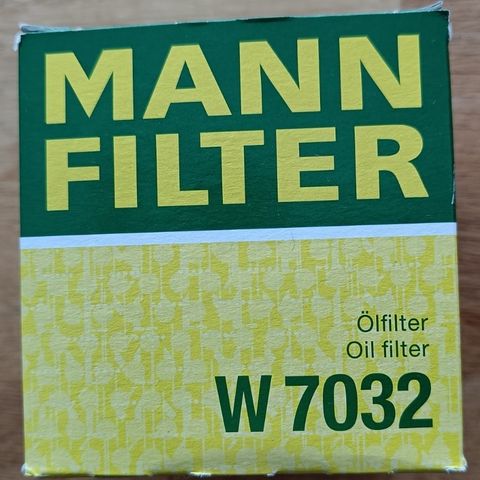 MANN
FILTER
Ölfilter
Oil filter
W 7032